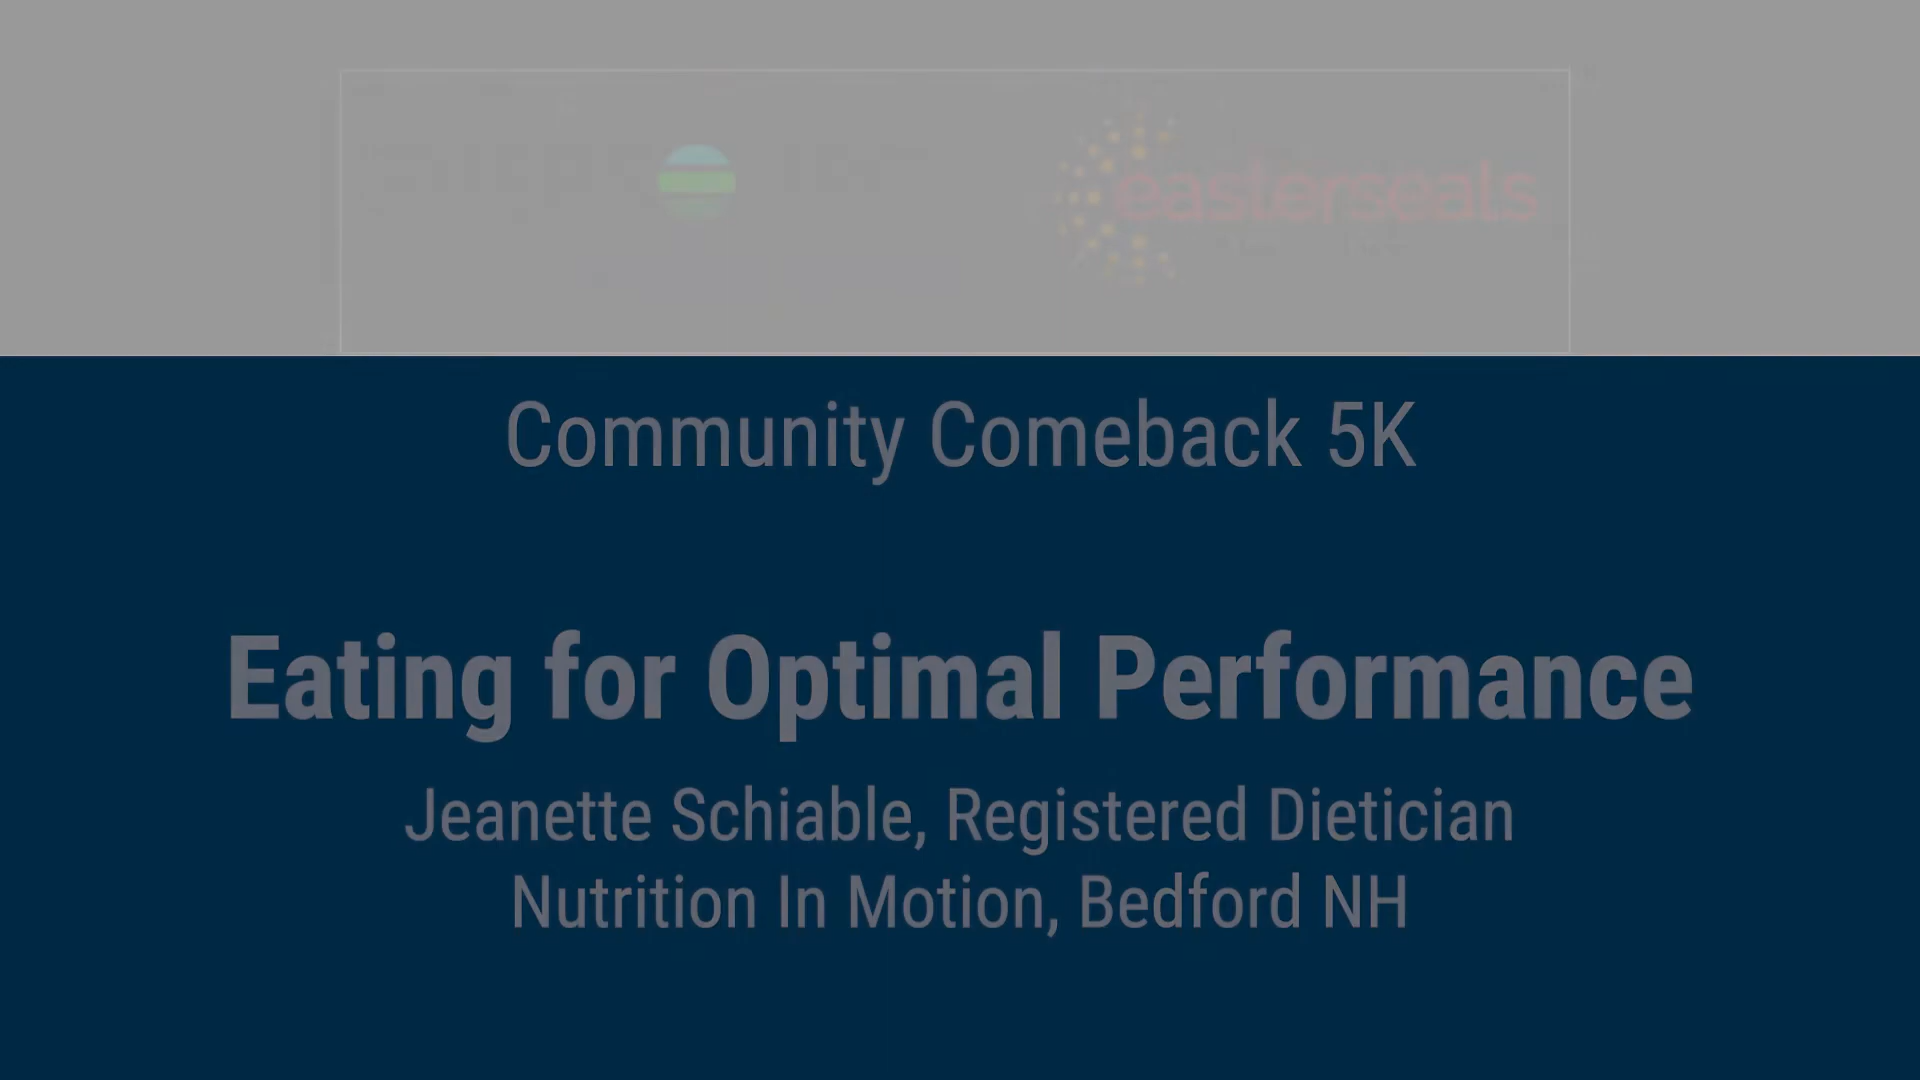 easterseals
Community Comeback 5K
Eating for Optimal Performance
Jeanette Schiable, Registered Dietician
Nutrition In Motion, Bedford NH